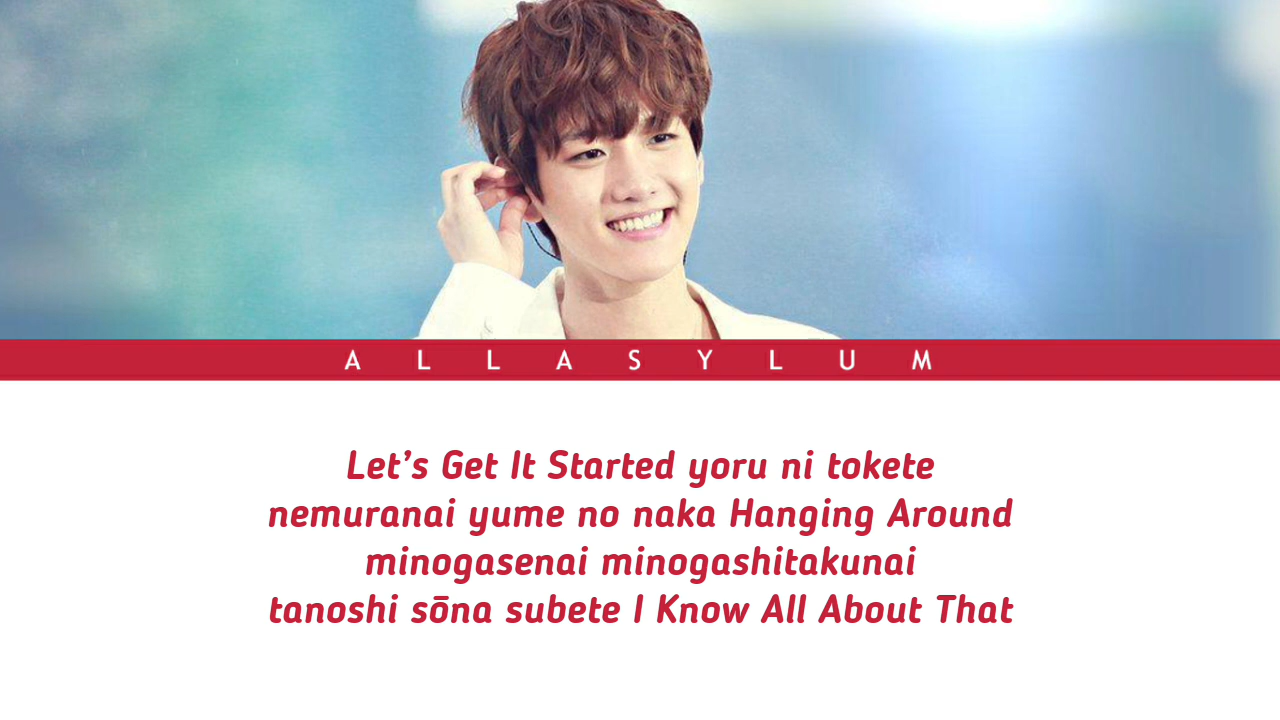 ALLASYLUM
Let’s Get It Started yoru ni tokete
nemuranai yume no naka Hanging Around
minogasenai minogashitakunai
tanoshi sōna subete I Know All About That